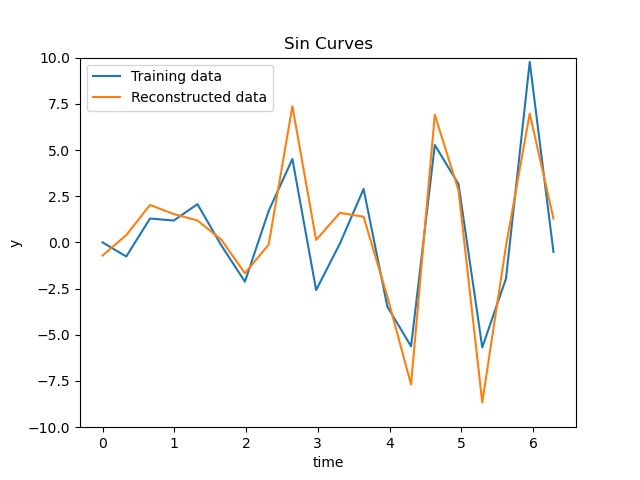 Sin Curves
Training data
Reconstructed data
10.0
7.5
5.0
2.5
0.0
−2.5
−5.0
−7.5
−10.0
y
0 1 2 3 4 5 6
time